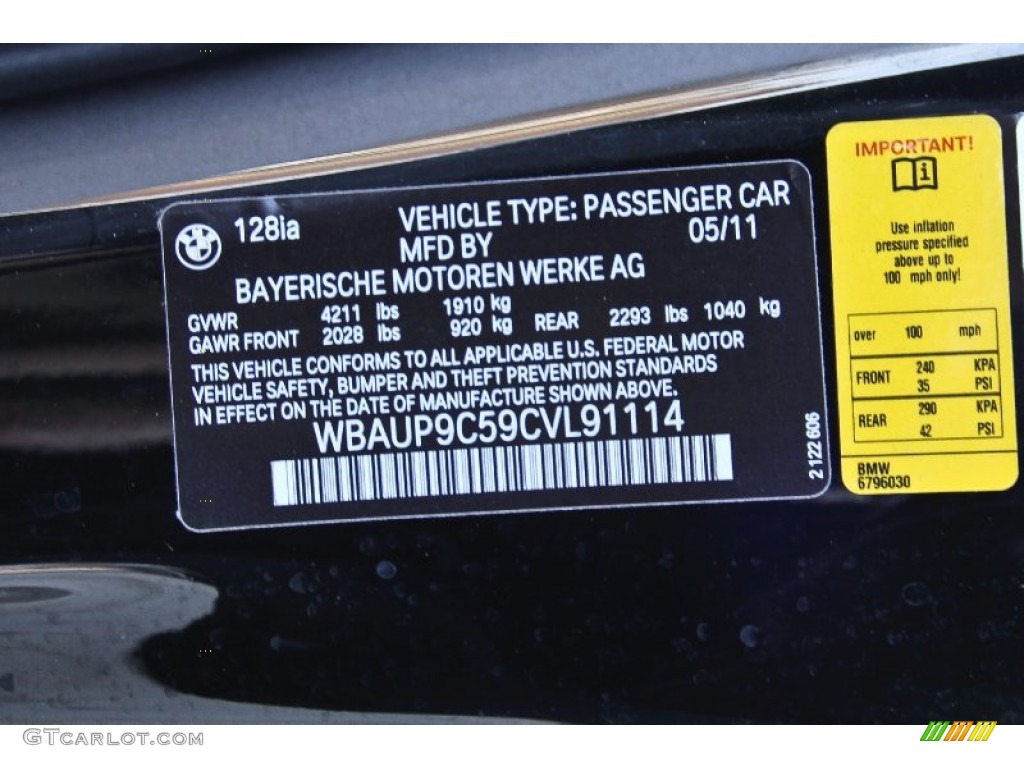 128ia
VEHICLE TYPE: PASSENGER CAR
MFD BY 05/11
BAYERISCHE MOTOREN WERKE AG
GVWR 4211 lbs 1910 kg
GAWR FRONT 2028 lbs 920 kg REAR 2293 lbs 1040 kg
THIS VEHICLE CONFORMS TO ALL APPLICABLE U.S. FEDERAL MOTOR
VEHICLE SAFETY, BUMPER AND THEFT PREVENTION STANDARDS
IN EFFECT ON THE DATE OF MANUFACTURE SHOWN ABOVE.
WBAUP9C59CVL91114
2 122 606
IMPORTANT!
Use inflation
pressure specified
above up to
100 mph only!
over 100 mph
FRONT 240 KPA
35 PSI
REAR 290 KPA
42 PSI
BMW
6796030
GTCARLOT.COM